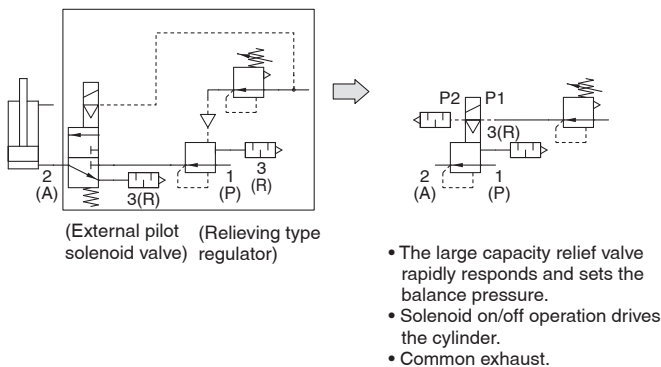 P2 P1
3(R)
2
(A)
3(R)
1
(P)
3
(R)
2
(A)
1
(P)
(External pilot
solenoid valve)
(Relieving type
regulator)
• The large capacity relief valve
rapidly responds and sets the
balance pressure.
• Solenoid on/off operation drives
the cylinder.
• Common exhaust.